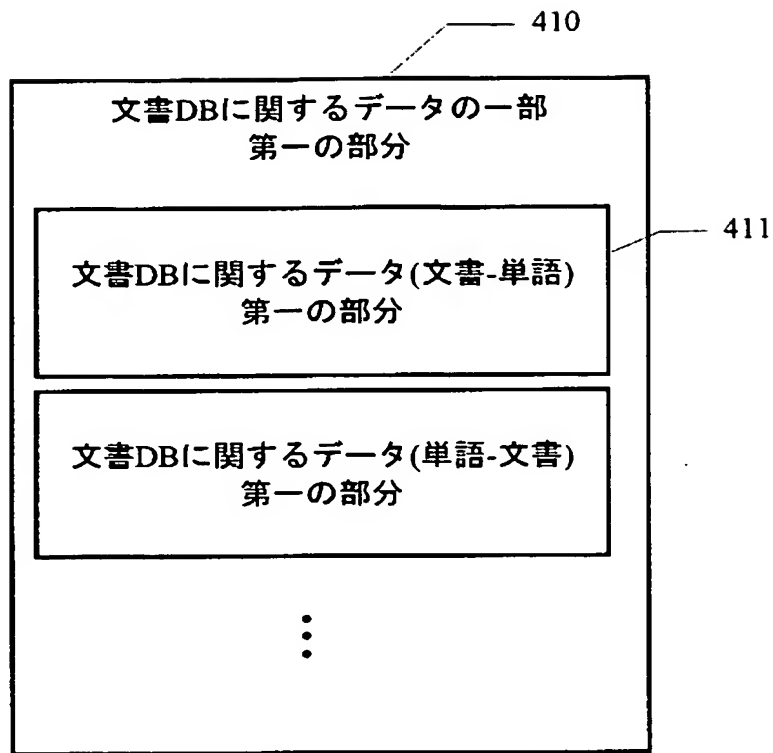 410
文書DBに関するデータの一部
第一の部分
411
文書DBに関するデータ(文書-単語)
第一の部分
文書DBに関するデータ(単語-文書)
第一の部分